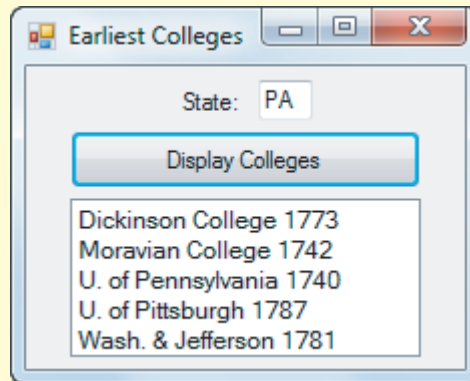 Earliest Colleges
State: PA
Display Colleges
Dickinson College 1773
Moravian College 1742
U. of Pennsylvania 1740
U. of Pittsburgh 1787
Wash. & Jefferson 1781